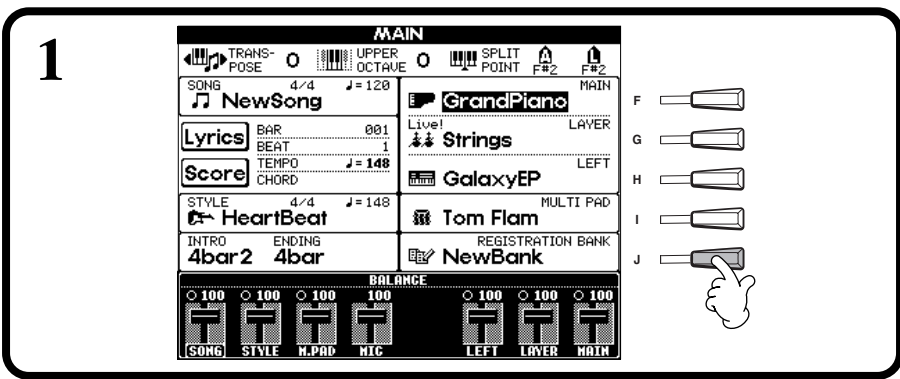 1
MAIN
TRANS-
POSE 0
UPPER
OCTAVE 0
SPLIT
POINT
A
F#2
L
F#2
SONG 4/4 ♩=120
NewSong
Lyrics
BAR 001
BEAT 1
Score
TEMPO ♩=148
CHORD
STYLE 4/4 ♩=148
HeartBeat
INTRO ENDING
4bar2 4bar
MAIN
GrandPiano
Live! LAYER
Strings
LEFT
GalaxyEP
MULTI PAD
Tom Flam
REGISTRATION BANK
NewBank
F
G
H
I
J
BALANCE
100 100 100 100 100 100 100
SONG STYLE M.PAD MIC LEFT LAYER MAIN